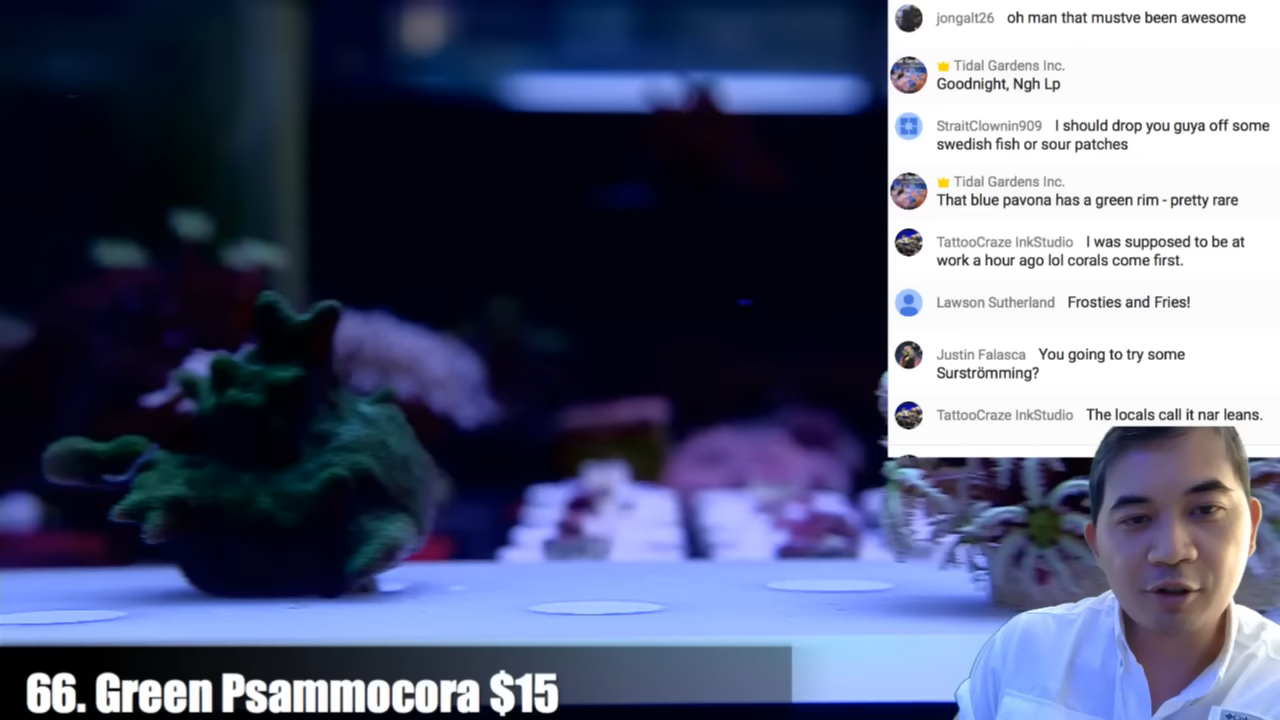 jongalt26 oh man that mustve been awesome
Tidal Gardens Inc.
Goodnight, Ngh Lp
StraitClownin909 I should drop you guya off some
swedish fish or sour patches
Tidal Gardens Inc.
That blue pavona has a green rim - pretty rare
TattooCraze InkStudio I was supposed to be at
work a hour ago lol corals come first.
Lawson Sutherland Frosties and Fries!
Justin Falasca You going to try some
Surströmming?
TattooCraze InkStudio The locals call it nar leans.
66. Green Psammocora $15